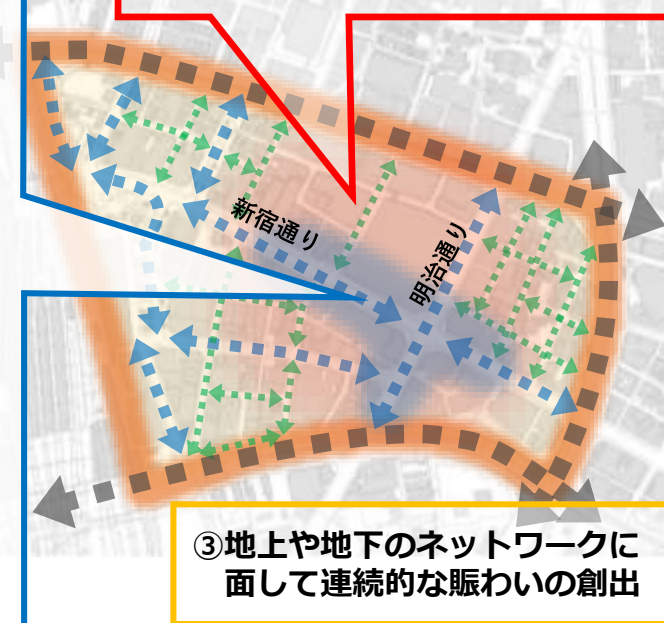 新宿通り
明治通り
③地上や地下のネットワークに
面して連続的な賑わいの創出